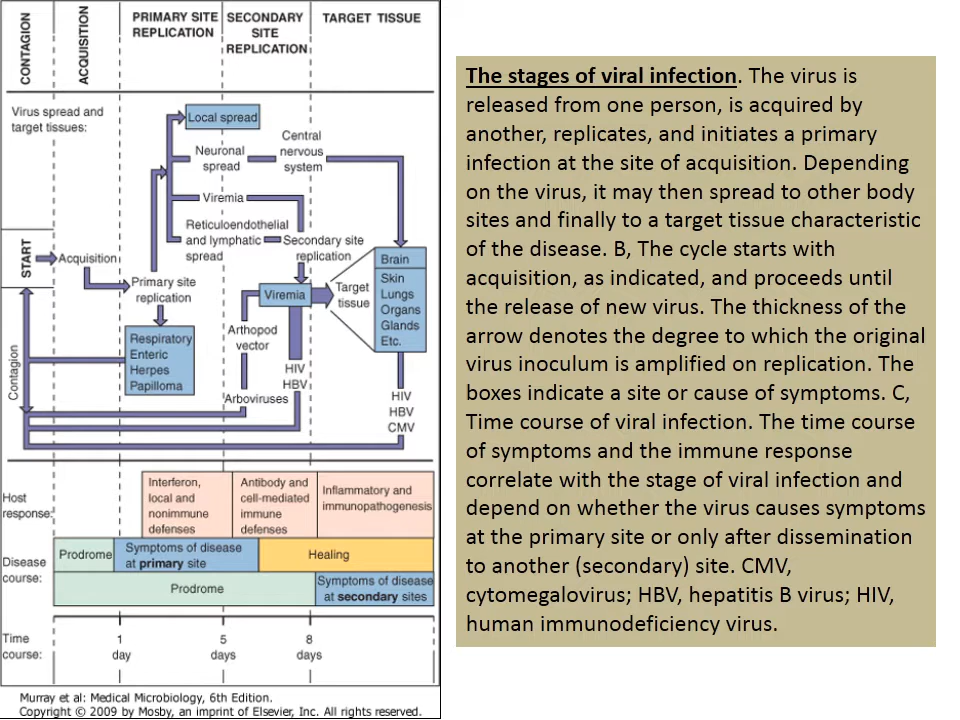 CONTAGION
ACQUISITION
PRIMARY SITE
REPLICATION
SECONDARY
SITE
REPLICATION
TARGET TISSUE
Virus spread and
target tissues:
Local spread
Neuronal
spread
Central
nervous
system
Viremia
Reticuloendothelial
and lymphatic
spread
Secondary site
replication
START
Acquisition
Primary site
replication
Viremia
Target
tissue
Brain
Skin
Lungs
Organs
Glands
Etc.
Respiratory
Enteric
Herpes
Papilloma
Arthopod
vector
HIV
HBV
Arboviruses
HIV
HBV
CMV
Contagion
Host
response:
Interferon,
local and
nonimmune
defenses
Antibody and
cell-mediated
immune
defenses
Inflammatory and
immunopathogenesis
Disease
course:
Prodrome
Symptoms of disease
at primary site
Healing
Prodrome
Symptoms of disease
at secondary sites
Time
course:
1
day
5
days
8
days
Murray et al: Medical Microbiology, 6th Edition.
Copyright © 2009 by Mosby, an imprint of Elsevier, Inc. All rights reserved.
The stages of viral infection. The virus is
released from one person, is acquired by
another, replicates, and initiates a primary
infection at the site of acquisition. Depending
on the virus, it may then spread to other body
sites and finally to a target tissue characteristic
of the disease. B, The cycle starts with
acquisition, as indicated, and proceeds until
the release of new virus. The thickness of the
arrow denotes the degree to which the original
virus inoculum is amplified on replication. The
boxes indicate a site or cause of symptoms. C,
Time course of viral infection. The time course
of symptoms and the immune response
correlate with the stage of viral infection and
depend on whether the virus causes symptoms
at the primary site or only after dissemination
to another (secondary) site. CMV,
cytomegalovirus; HBV, hepatitis B virus; HIV,
human immunodeficiency virus.